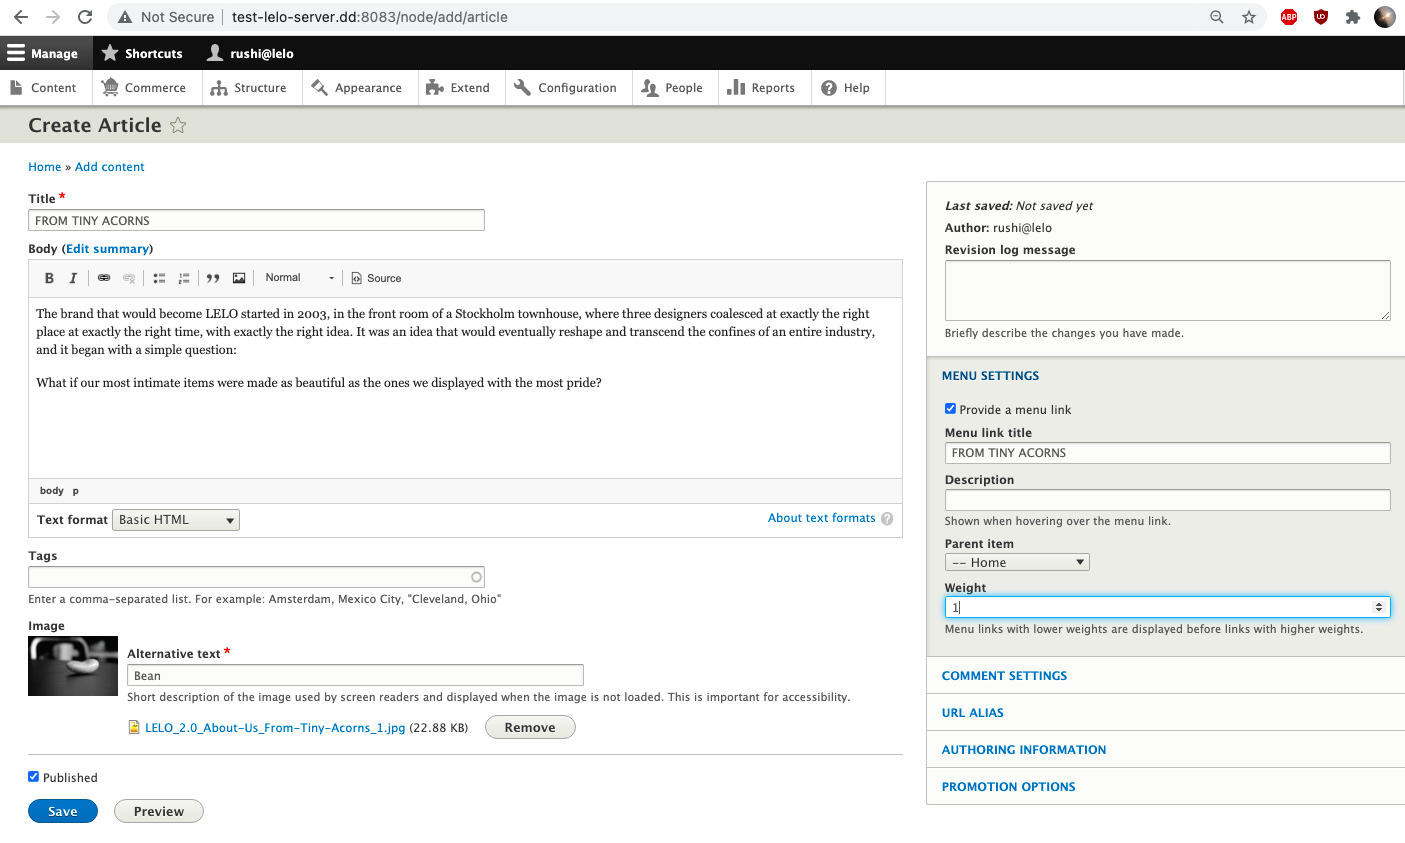 Not Secure test-lelo-server.dd:8083/node/add/article
ABP
Manage Shortcuts rushi@lelo
Content Commerce Structure Appearance Extend Configuration People Reports Help
Create Article
Home » Add content
Title *
FROM TINY ACORNS
Body (Edit summary)
B I Normal Source
The brand that would become LELO started in 2003, in the front room of a Stockholm townhouse, where three designers coalesced at exactly the right
place at exactly the right time, with exactly the right idea. It was an idea that would eventually reshape and transcend the confines of an entire industry,
and it began with a simple question:
What if our most intimate items were made as beautiful as the ones we displayed with the most pride?
body p
Text format Basic HTML About text formats ?
Tags
Enter a comma-separated list. For example: Amsterdam, Mexico City, "Cleveland, Ohio"
Image
Alternative text *
Bean
Short description of the image used by screen readers and displayed when the image is not loaded. This is important for accessibility.
LELO_2.0_About-Us_From-Tiny-Acorns_1.jpg (22.88 KB) Remove
Published
Save Preview
Last saved: Not saved yet
Author: rushi@lelo
Revision log message
Briefly describe the changes you have made.
MENU SETTINGS
Provide a menu link
Menu link title
FROM TINY ACORNS
Description
Shown when hovering over the menu link.
Parent item
-- Home
Weight
1
Menu links with lower weights are displayed before links with higher weights.
COMMENT SETTINGS
URL ALIAS
AUTHORING INFORMATION
PROMOTION OPTIONS